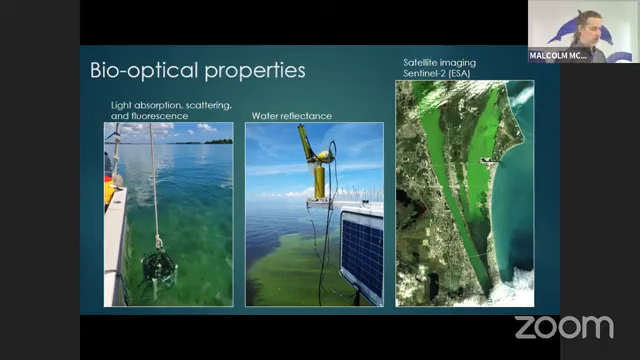 MALCOLM MC...
Bio-optical properties
Satellite imaging
Sentinel-2 (ESA)
Light absorption, scattering,
and fluorescence
Water reflectance
zoom